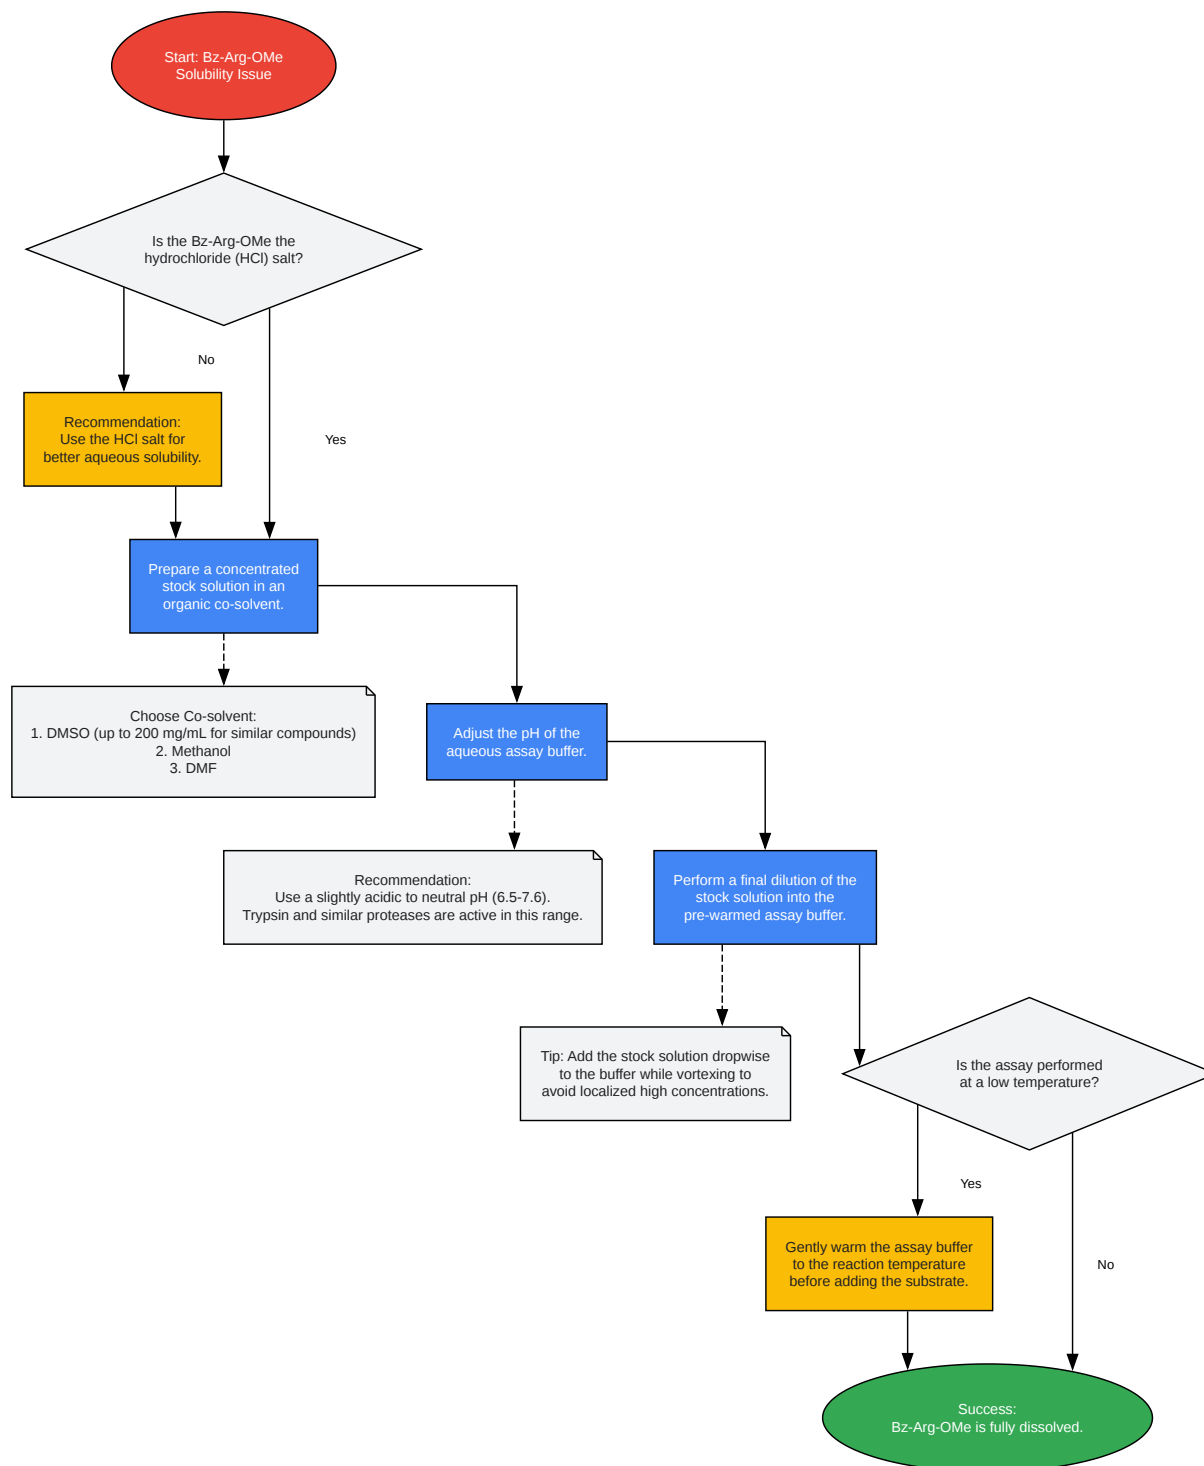 Start: Bz-Arg-OMe
Solubility Issue
Is the Bz-Arg-OMe the
hydrochloride (HCl) salt?
No
Yes
Recommendation:
Use the HCl salt for
better aqueous solubility.
Prepare a concentrated
stock solution in an
organic co-solvent.
Choose Co-solvent:
1. DMSO (up to 200 mg/mL for similar compounds)
2. Methanol
3. DMF
Adjust the pH of the
aqueous assay buffer.
Recommendation:
Use a slightly acidic to neutral pH (6.5-7.6).
Trypsin and similar proteases are active in this range.
Perform a final dilution of the
stock solution into the
pre-warmed assay buffer.
Tip: Add the stock solution dropwise
to the buffer while vortexing to
avoid localized high concentrations.
Is the assay performed
at a low temperature?
Yes
No
Gently warm the assay buffer
to the reaction temperature
before adding the substrate.
Success:
Bz-Arg-OMe is fully dissolved.